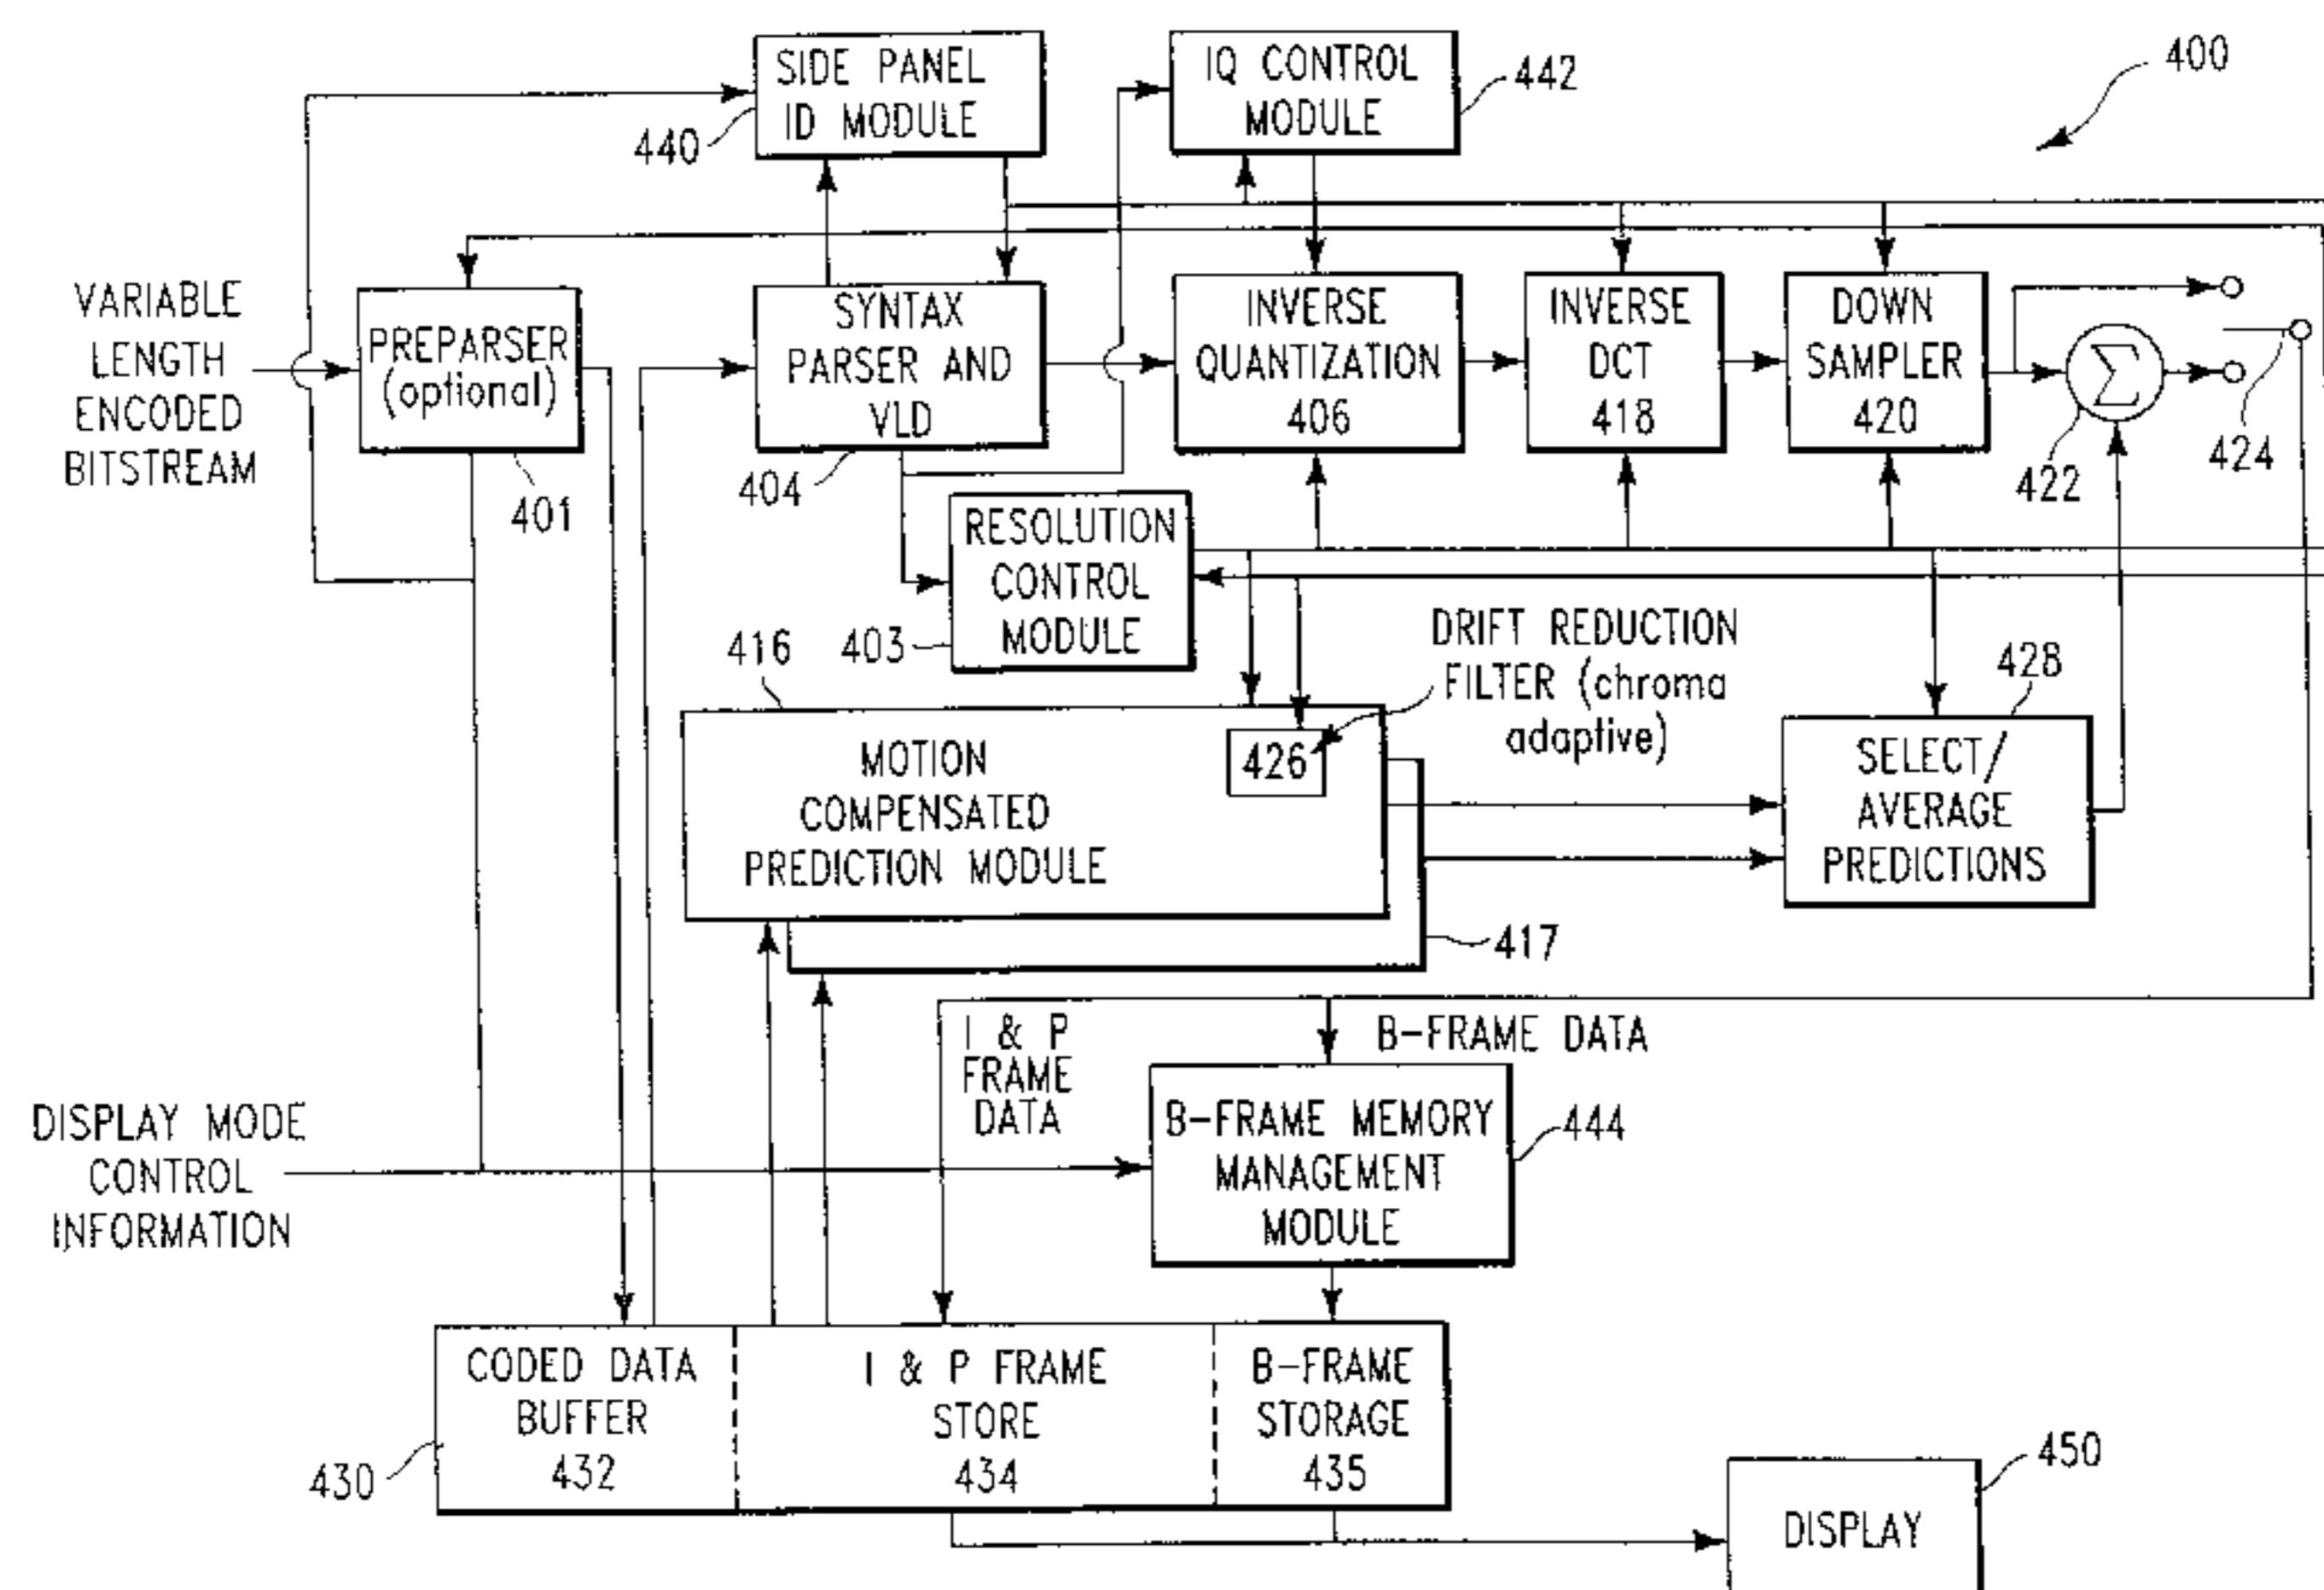 SIDE PANEL
ID MODULE
440
IQ CONTROL
MODULE
442
400
VARIABLE
LENGTH
ENCODED
BITSTREAM
PREPARSER
(optional)
401
SYNTAX
PARSER AND
VLD
404
INVERSE
QUANTIZATION
406
INVERSE
DCT
418
DOWN
SAMPLER
420
Σ
422
424
RESOLUTION
CONTROL
MODULE
403
416
DRIFT REDUCTION
FILTER (chroma
adaptive)
426
MOTION
COMPENSATED
PREDICTION MODULE
417
428
SELECT/
AVERAGE
PREDICTIONS
I & P
FRAME
DATA
B-FRAME DATA
DISPLAY MODE
CONTROL
INFORMATION
B-FRAME MEMORY
MANAGEMENT
MODULE
444
CODED DATA
BUFFER
432
430
I & P FRAME
STORE
434
B-FRAME
STORAGE
435
450
DISPLAY